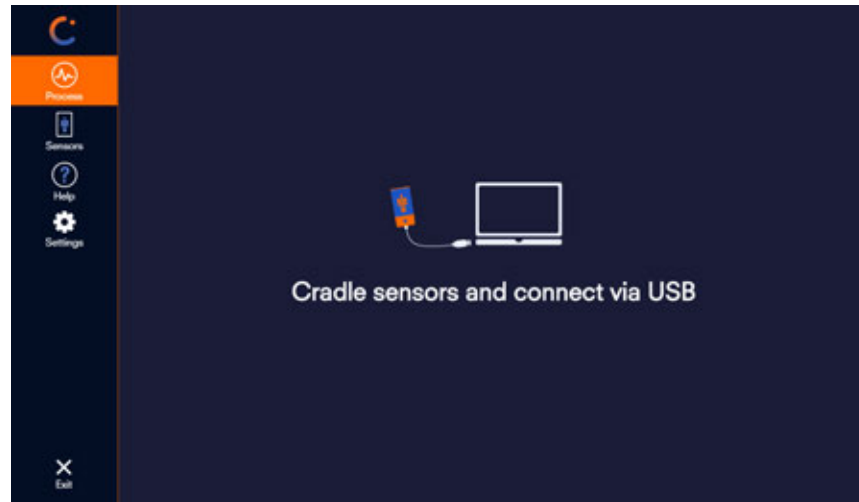 Process
Sensors
Help
Settings
Cradle sensors and connect via USB
Exit